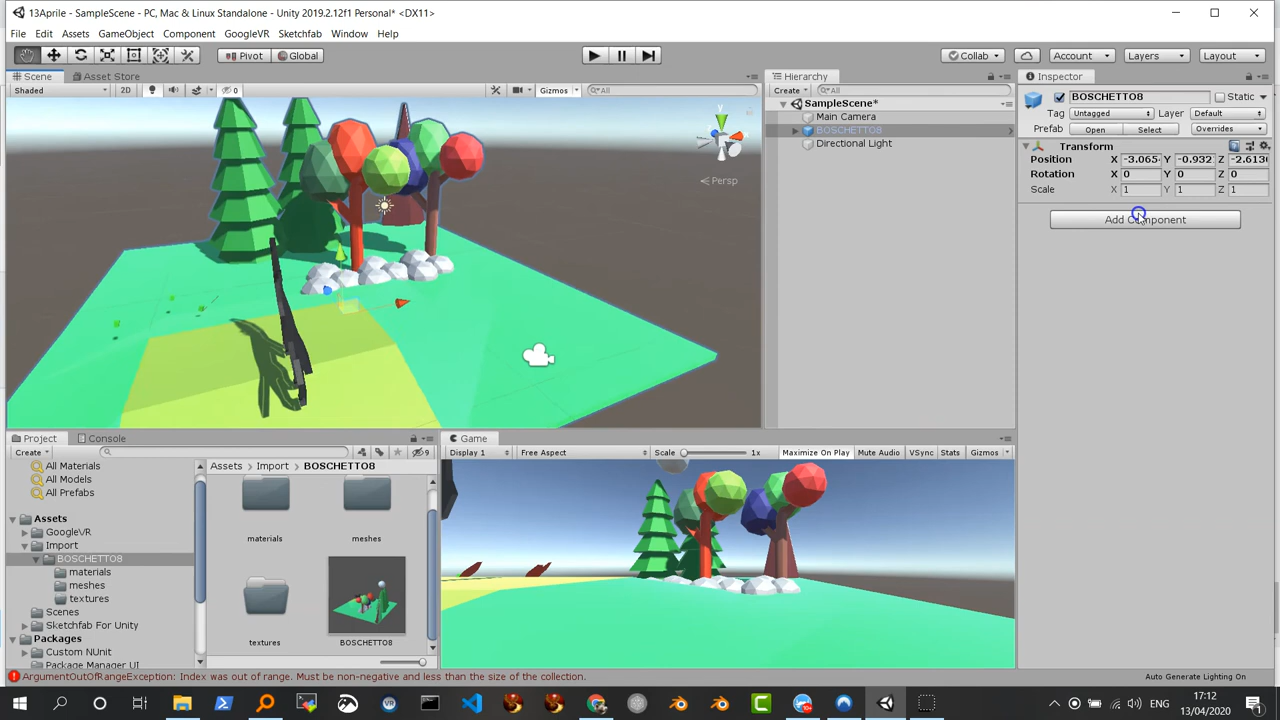 13Aprile - SampleScene - PC, Mac & Linux Standalone - Unity 2019.2.12f1 Personal* <DX11>
File Edit Assets GameObject Component GoogleVR Sketchfab Window Help
Pivot Global Collab Account Layers Layout
Scene Asset Store
Shaded 2D 0 Gizmos All
Persp
Hierarchy
Create All
SampleScene*
Main Camera
BOSCHETTO8
Directional Light
Inspector
BOSCHETTO8 Static
Tag Untagged Layer Default
Prefab Open Select Overrides
Transform
Position X -3.065 Y -0.932 Z -2.613
Rotation X 0 Y 0 Z 0
Scale X 1 Y 1 Z 1
Add Component
Project Console
Create 9
All Materials
All Models
All Prefabs
Assets
GoogleVR
Import
BOSCHETTO8
materials
meshes
textures
Scenes
Sketchfab For Unity
Packages
Custom NUnit
Package Manager UI
Assets Import BOSCHETTO8
materials meshes
textures BOSCHETTO8
Game
Display 1 Free Aspect Scale 1x Maximize On Play Mute Audio VSync Stats Gizmos
ArgumentOutOfRangeException: Index was out of range. Must be non-negative and less than the size of the collection.
Auto Generate Lighting On
ENG
17:12
13/04/2020